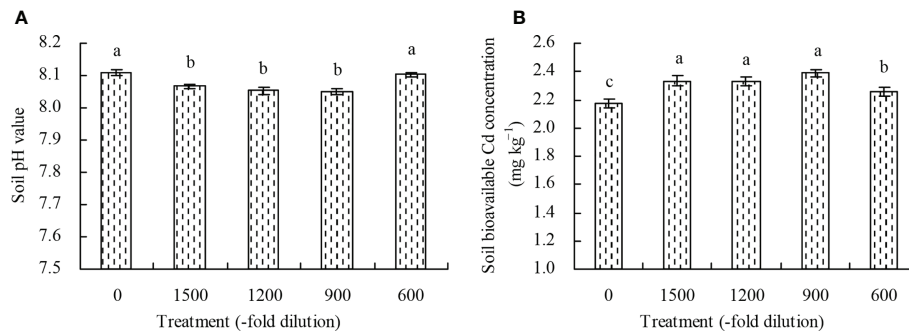 A
8.2
8.1
8.0
7.9
7.8
7.7
7.6
7.5
Soil pH value
a
b
b
b
a
0 1500 1200 900 600
Treatment (-fold dilution)
B
2.6
2.4
2.2
2.0
1.8
1.6
1.4
1.2
1.0
Soil bioavailable Cd concentration
(mg kg⁻¹)
c
a
a
a
b
0 1500 1200 900 600
Treatment (-fold dilution)